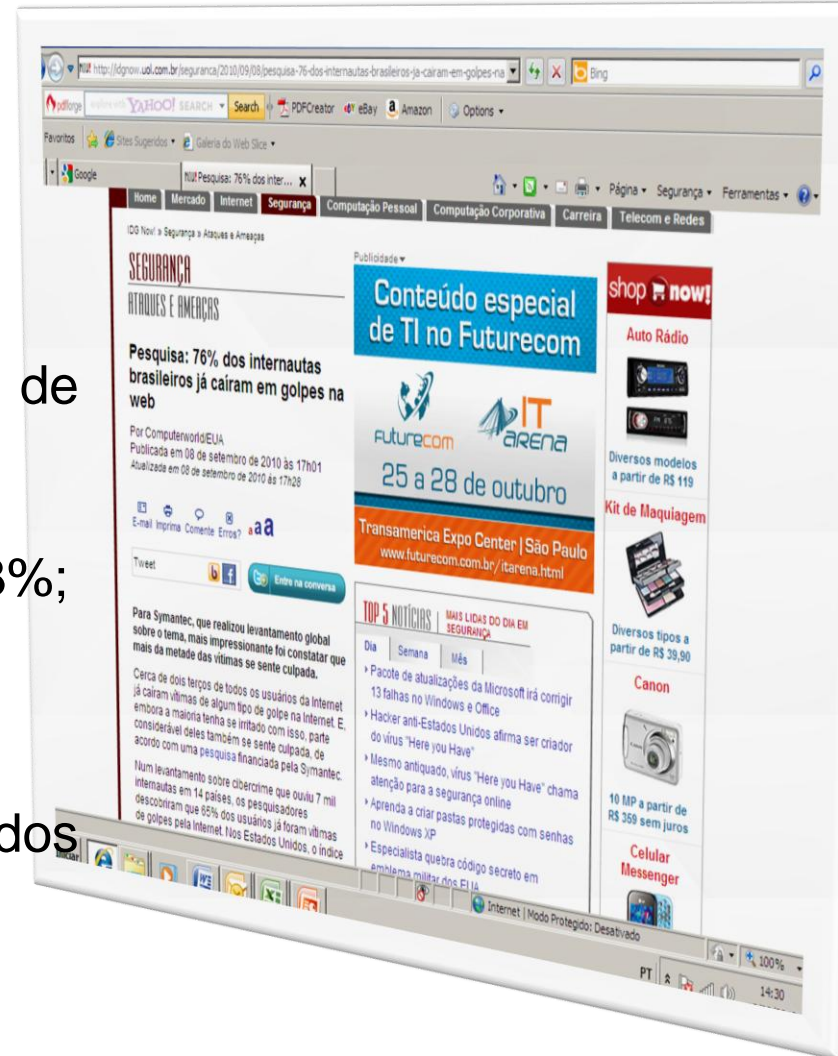 de
8%;
dos
http://idgnow.uol.com.br/seguranca/2010/09/08/pesquisa-76-dos-internautas-brasileiros-ja-cairam-em-golpes-na
Bing
pdfforge
YAHOO! SEARCH
Search
PDFCreator
eBay
Amazon
Options
Favoritos
Sites Sugeridos
Galeria do Web Slice
Google
Pesquisa: 76% dos inter...
Página
Segurança
Ferramentas
Home
Mercado
Internet
Segurança
Computação Pessoal
Computação Corporativa
Carreira
Telecom e Redes
IDG Now! » Segurança » Ataques e Ameaças
SEGURANÇA
ATAQUES E AMEAÇAS
Pesquisa: 76% dos internautas
brasileiros já caíram em golpes na
web
Por Computerworld/EUA
Publicada em 08 de setembro de 2010 às 17h01
Atualizada em 08 de setembro de 2010 às 17h28
E-mail Imprima Comente Erros? aaa
Tweet
Entre na conversa
Para Symantec, que realizou levantamento global
sobre o tema, mais impressionante foi constatar que
mais da metade das vítimas se sente culpada.
Cerca de dois terços de todos os usuários da Internet
já caíram vítimas de algum tipo de golpe na Internet. E,
embora a maioria tenha se irritado com isso, parte
considerável deles também se sente culpada, de
acordo com uma pesquisa financiada pela Symantec.
Num levantamento sobre cibercrime que ouviu 7 mil
internautas em 14 países, os pesquisadores
descobriram que 65% dos usuários já foram vítimas
de golpes pela Internet. Nos Estados Unidos, o índice
Publicidade
Conteúdo especial
de TI no Futurecom
FUTURECOM
IT ARENA
25 a 28 de outubro
Transamerica Expo Center | São Paulo
www.futurecom.com.br/itarena.html
TOP 5 NOTÍCIAS
MAIS LIDAS DO DIA EM
SEGURANÇA
Dia
Semana
Mês
Pacote de atualizações da Microsoft irá corrigir
13 falhas no Windows e Office
Hacker anti-Estados Unidos afirma ser criador
do vírus "Here you Have"
Mesmo antiquado, vírus "Here you Have" chama
atenção para a segurança online
Aprenda a criar pastas protegidas com senhas
no Windows XP
Especialista quebra código secreto em
emblema militar dos EUA
shop now!
Auto Rádio
Diversos modelos
a partir de R$ 119
Kit de Maquiagem
Diversos tipos a
partir de R$ 39,90
Canon
10 MP a partir de
R$ 359 sem juros
Celular
Messenger
Iniciar
Internet | Modo Protegido: Desativado
100%
PT
14:30